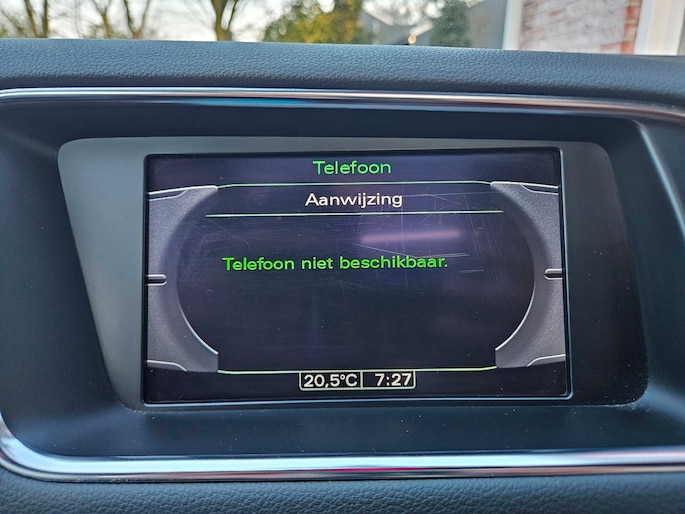 Telefoon
Aanwijzing
Telefoon niet beschikbaar.
20,5°C 7:27